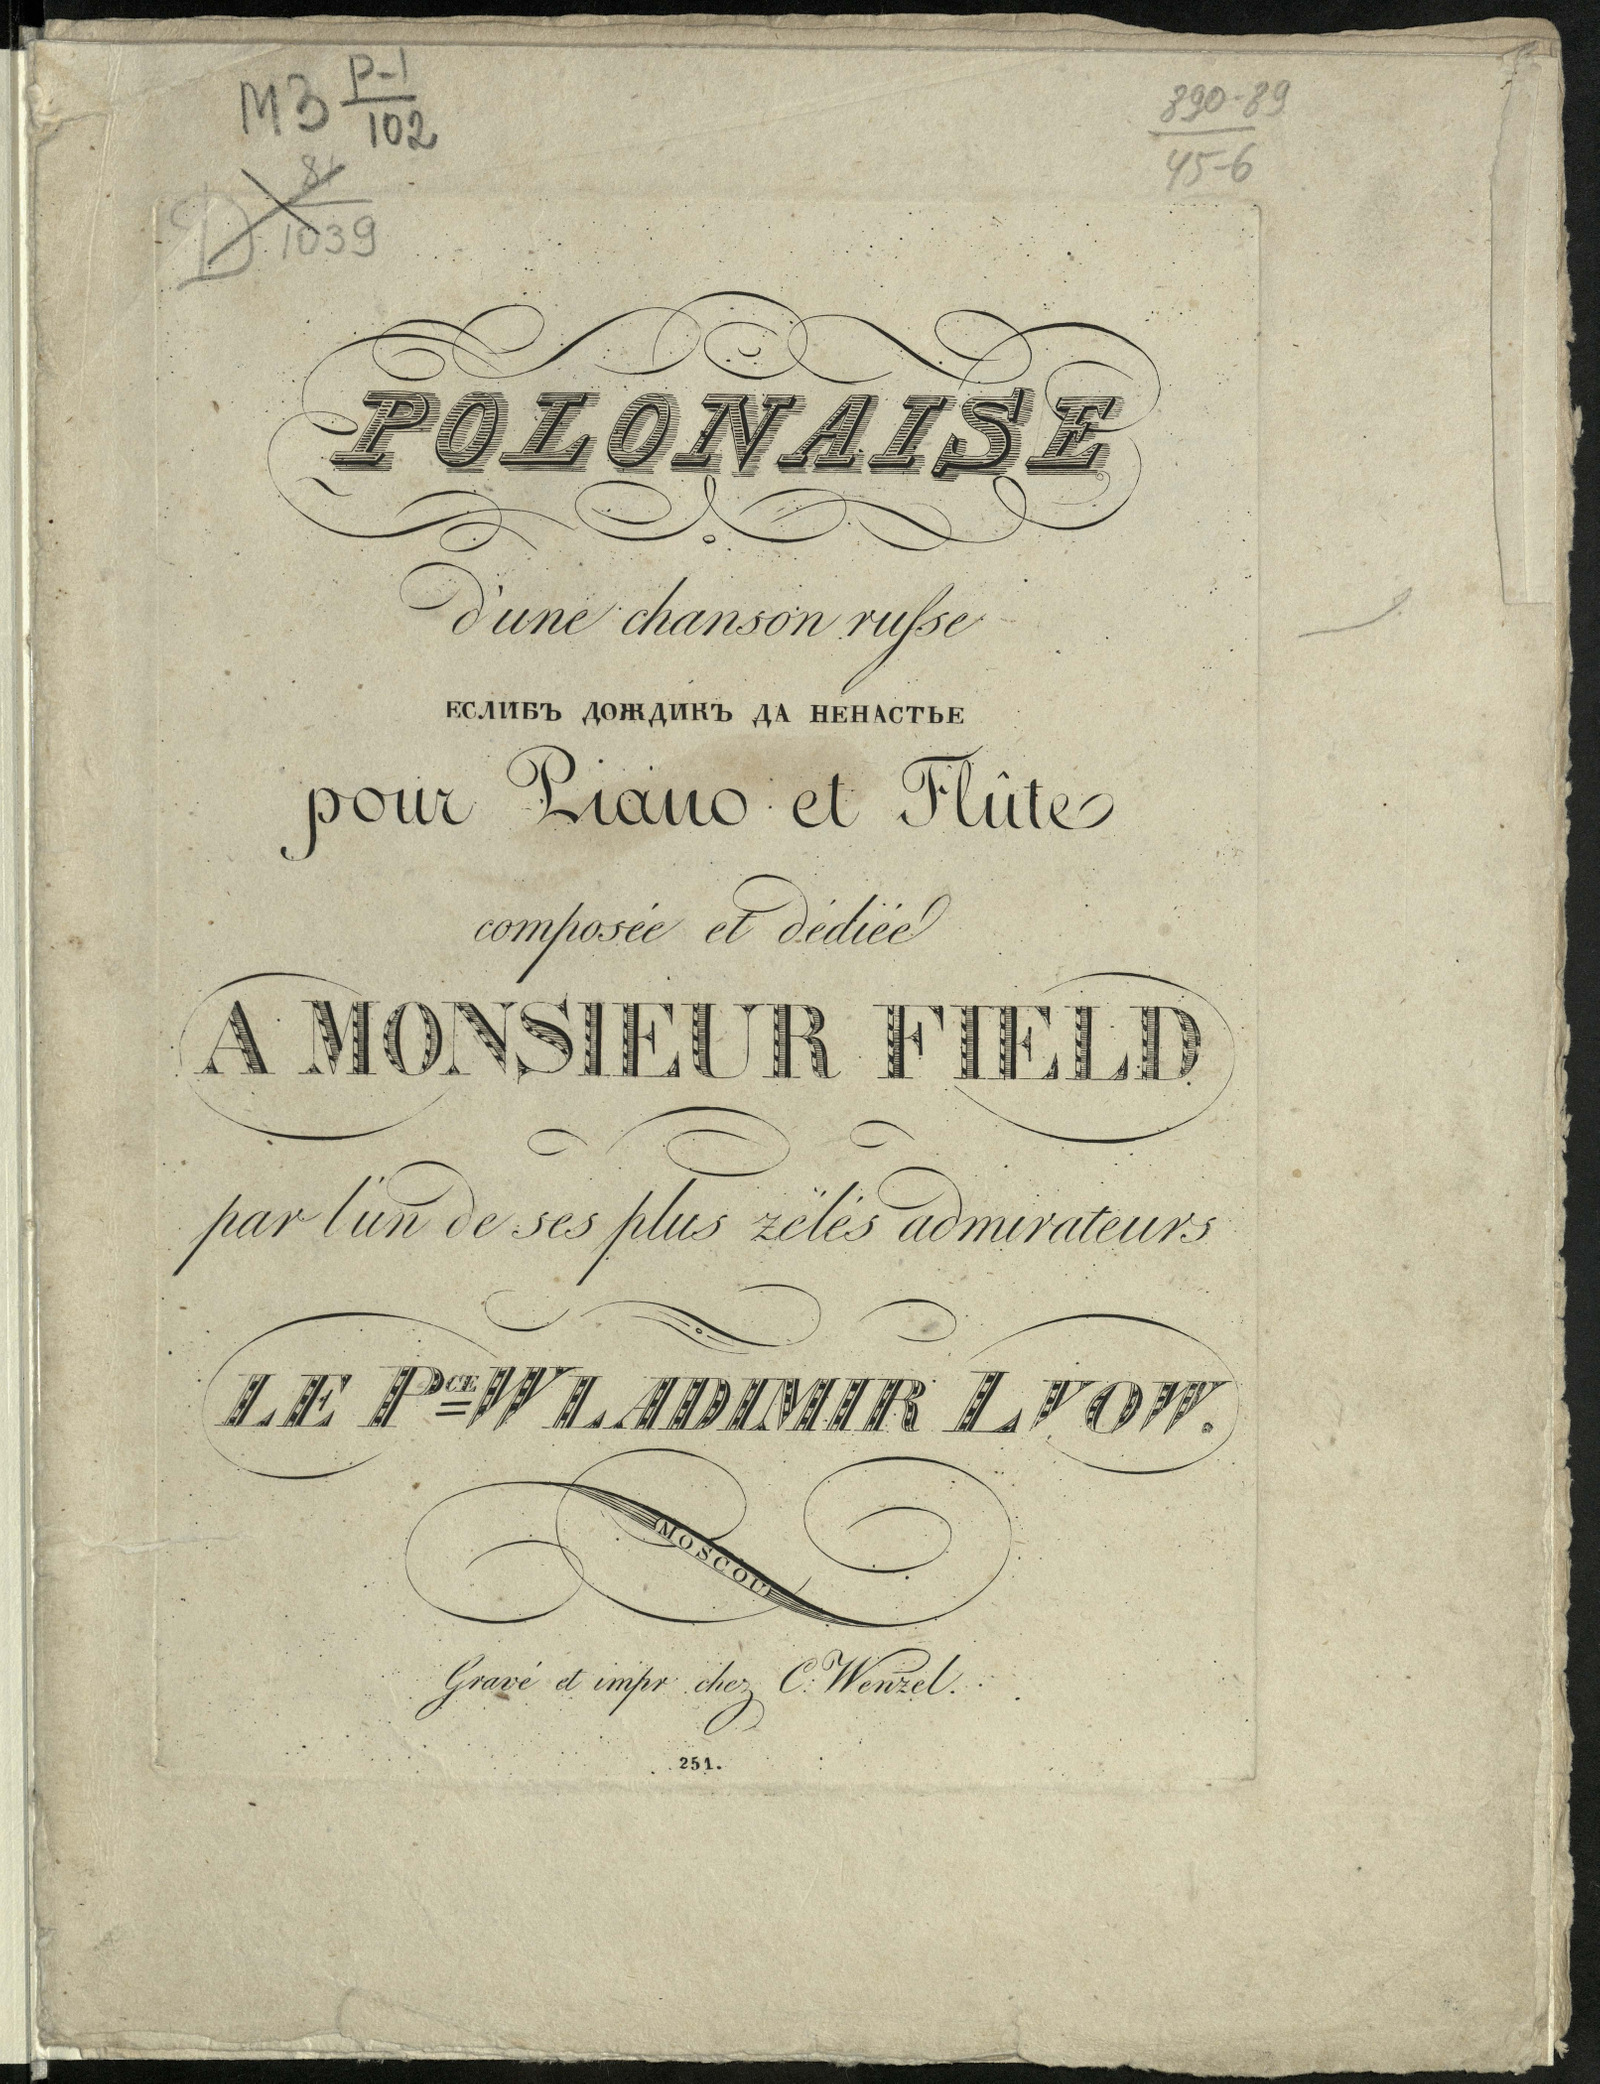 МЗ Р-1/102
890-89
45-6
1039
POLONAISE
d'une chanson rufse
ЕСЛИБЪ ДОЖДИКЪ ДА НЕНАСТЬЕ
pour Piano et Flûte
composée et dédiée
A MONSIEUR FIELD
par l'un de ses plus zélés admirateurs
LE PCE WLADIMIR LVOW.
MOSCOU
Gravé et impr chez C. Wenzel.
251.